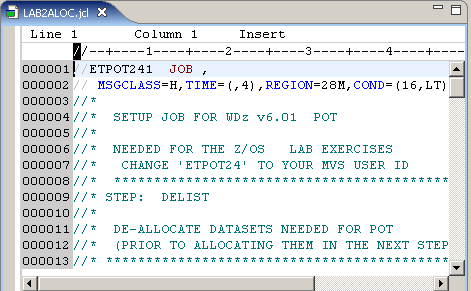 LAB2ALOC.jcl
Line 1 Column 1 Insert
//--+----1----+----2----+----3----+----4----+----
000001 //ETPOT241 JOB ,
000002 // MSGCLASS=H,TIME=(,4),REGION=28M,COND=(16,LT)
000003 //*
000004 //* SETUP JOB FOR WDz v6.01 POT
000005 //*
000006 //* NEEDED FOR THE Z/OS LAB EXERCISES
000007 //* CHANGE 'ETPOT24' TO YOUR MVS USER ID
000008 //* *******************************************
000009 //* STEP: DELIST
000010 //*
000011 //* DE-ALLOCATE DATASETS NEEDED FOR POT
000012 //* (PRIOR TO ALLOCATING THEM IN THE NEXT STEP
000013 //* *******************************************